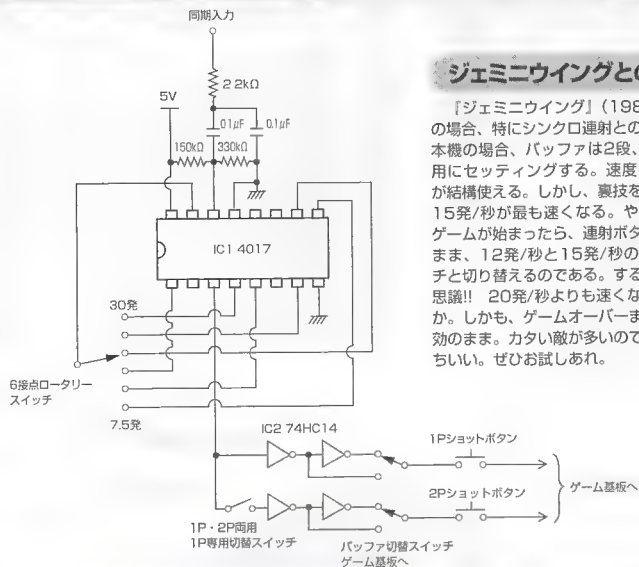 同期入力
2.2kΩ
5V
0.1μF
0.1μF
150kΩ
330kΩ
IC1 4017
30発
6接点ロータリー
スイッチ
7.5発
IC2 74HC14
1Pショットボタン
2Pショットボタン
ゲーム基板へ
1P・2P両用
1P専用切替スイッチ
バッファ切替スイッチ
ゲーム基板へ
ジェミニウイングとの
『ジェミニウイング』(198
の場合、特にシンクロ連射との
本機の場合、バッファは2段、
用にセッティングする。速度
が結構使える。しかし、裏技を
15発/秒が最も速くなる。や
ゲームが始まったら、連射ボタ
まま、12発/秒と15発/秒の
チと切り替えるのである。する
思議!! 20発/秒よりも速くな
か。しかも、ゲームオーバーま
効のまま。カタい敵が多いので
ちいい。ぜひお試しあれ。